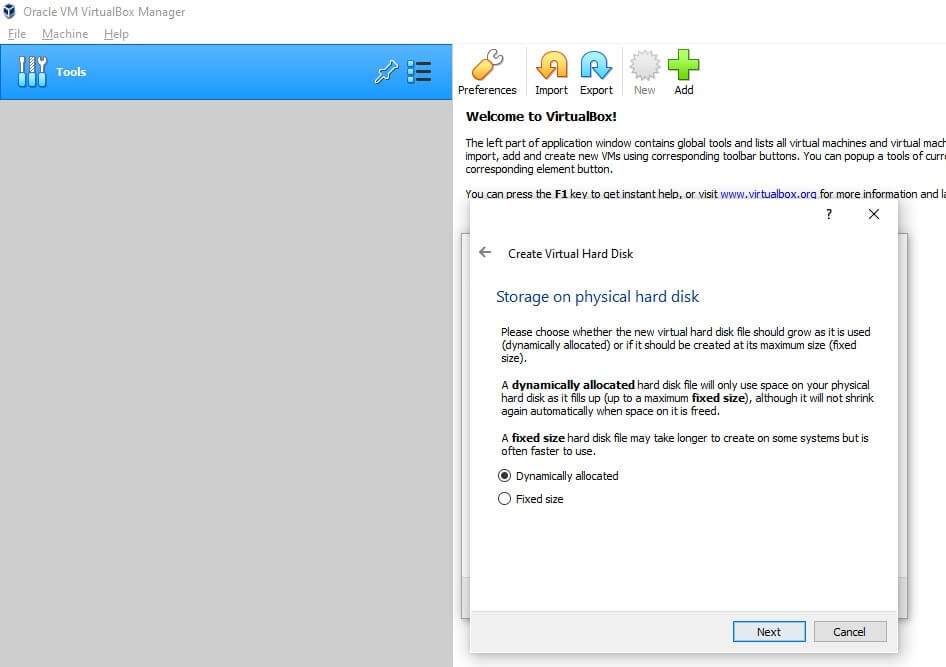 Oracle VM VirtualBox Manager
File Machine Help
Tools
Preferences Import Export New Add
Welcome to VirtualBox!
The left part of application window contains global tools and lists all virtual machines and virtual
import, add and create new VMs using corresponding toolbar buttons. You can popup a tools of
corresponding element button.
You can press the F1 key to get instant help, or visit www.virtualbox.org for more information and
?
Create Virtual Hard Disk
Storage on physical hard disk
Please choose whether the new virtual hard disk file should grow as it is used
(dynamically allocated) or if it should be created at its maximum size (fixed
size).
A dynamically allocated hard disk file will only use space on your physical
hard disk as it fills up (up to a maximum fixed size), although it will not shrink
again automatically when space on it is freed.
A fixed size hard disk file may take longer to create on some systems but is
often faster to use.
Dynamically allocated
Fixed size
Next Cancel